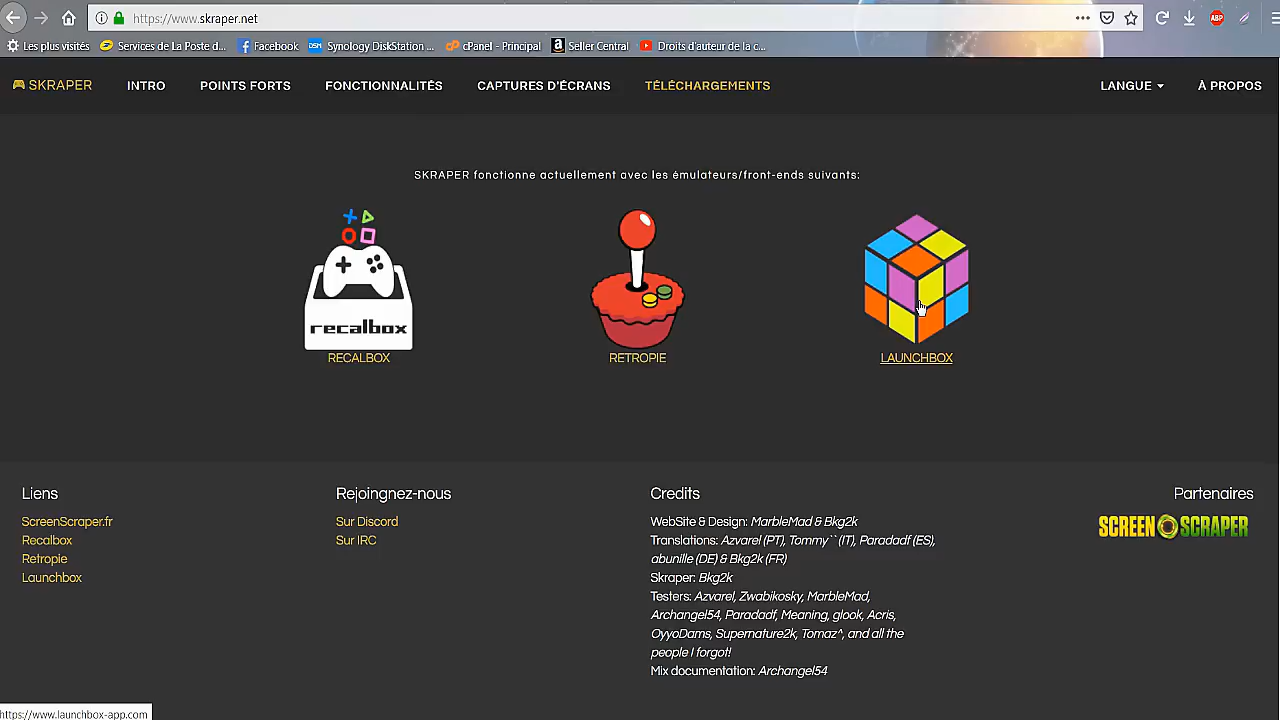 https://www.skraper.net
Les plus visités
Services de La Poste d...
Facebook
DSM
Synology DiskStation ...
cPanel - Principal
Seller Central
Droits d'auteur de la c...
ABP
SKRAPER
INTRO
POINTS FORTS
FONCTIONNALITÉS
CAPTURES D'ÉCRANS
TÉLÉCHARGEMENTS
LANGUE
À PROPOS
SKRAPER fonctionne actuellement avec les émulateurs/front-ends suivants:
recalbox
RECALBOX
RETROPIE
LAUNCHBOX
Liens
ScreenScraper.fr
Recalbox
Retropie
Launchbox
Rejoingnez-nous
Sur Discord
Sur IRC
Credits
WebSite & Design: MarbleMad & Bkg2k
Translations: Azvarel (PT), Tommy``(IT), Paradadf (ES),
abunille (DE) & Bkg2k (FR)
Skraper: Bkg2k
Testers: Azvarel, Zwabikosky, MarbleMad,
Archangel54, Paradadf, Meaning, glook, Acris,
OyyoDams, Supernature2k, Tomaz^, and all the
people I forgot!
Mix documentation: Archangel54
Partenaires
SCREEN SCRAPER
https://www.launchbox-app.com